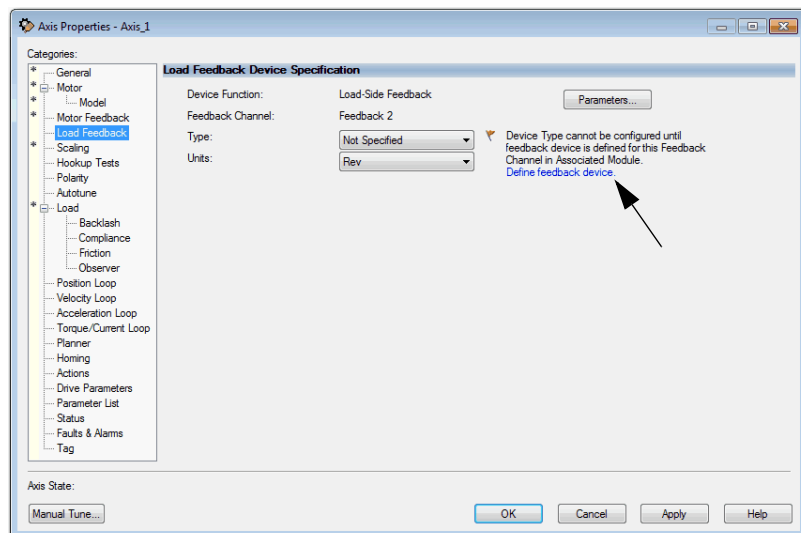 Axis Properties - Axis_1
Categories:
* General
* Motor
* Model
* Motor Feedback
Load Feedback
* Scaling
Hookup Tests
Polarity
Autotune
* Load
Backlash
Compliance
Friction
Observer
Position Loop
Velocity Loop
Acceleration Loop
Torque/Current Loop
Planner
Homing
Actions
Drive Parameters
Parameter List
Status
Faults & Alarms
Tag
Load Feedback Device Specification
Device Function: Load-Side Feedback Parameters...
Feedback Channel: Feedback 2
Type: Not Specified
Units: Rev
Device Type cannot be configured until
feedback device is defined for this Feedback
Channel in Associated Module.
Define feedback device.
Axis State:
Manual Tune... OK Cancel Apply Help